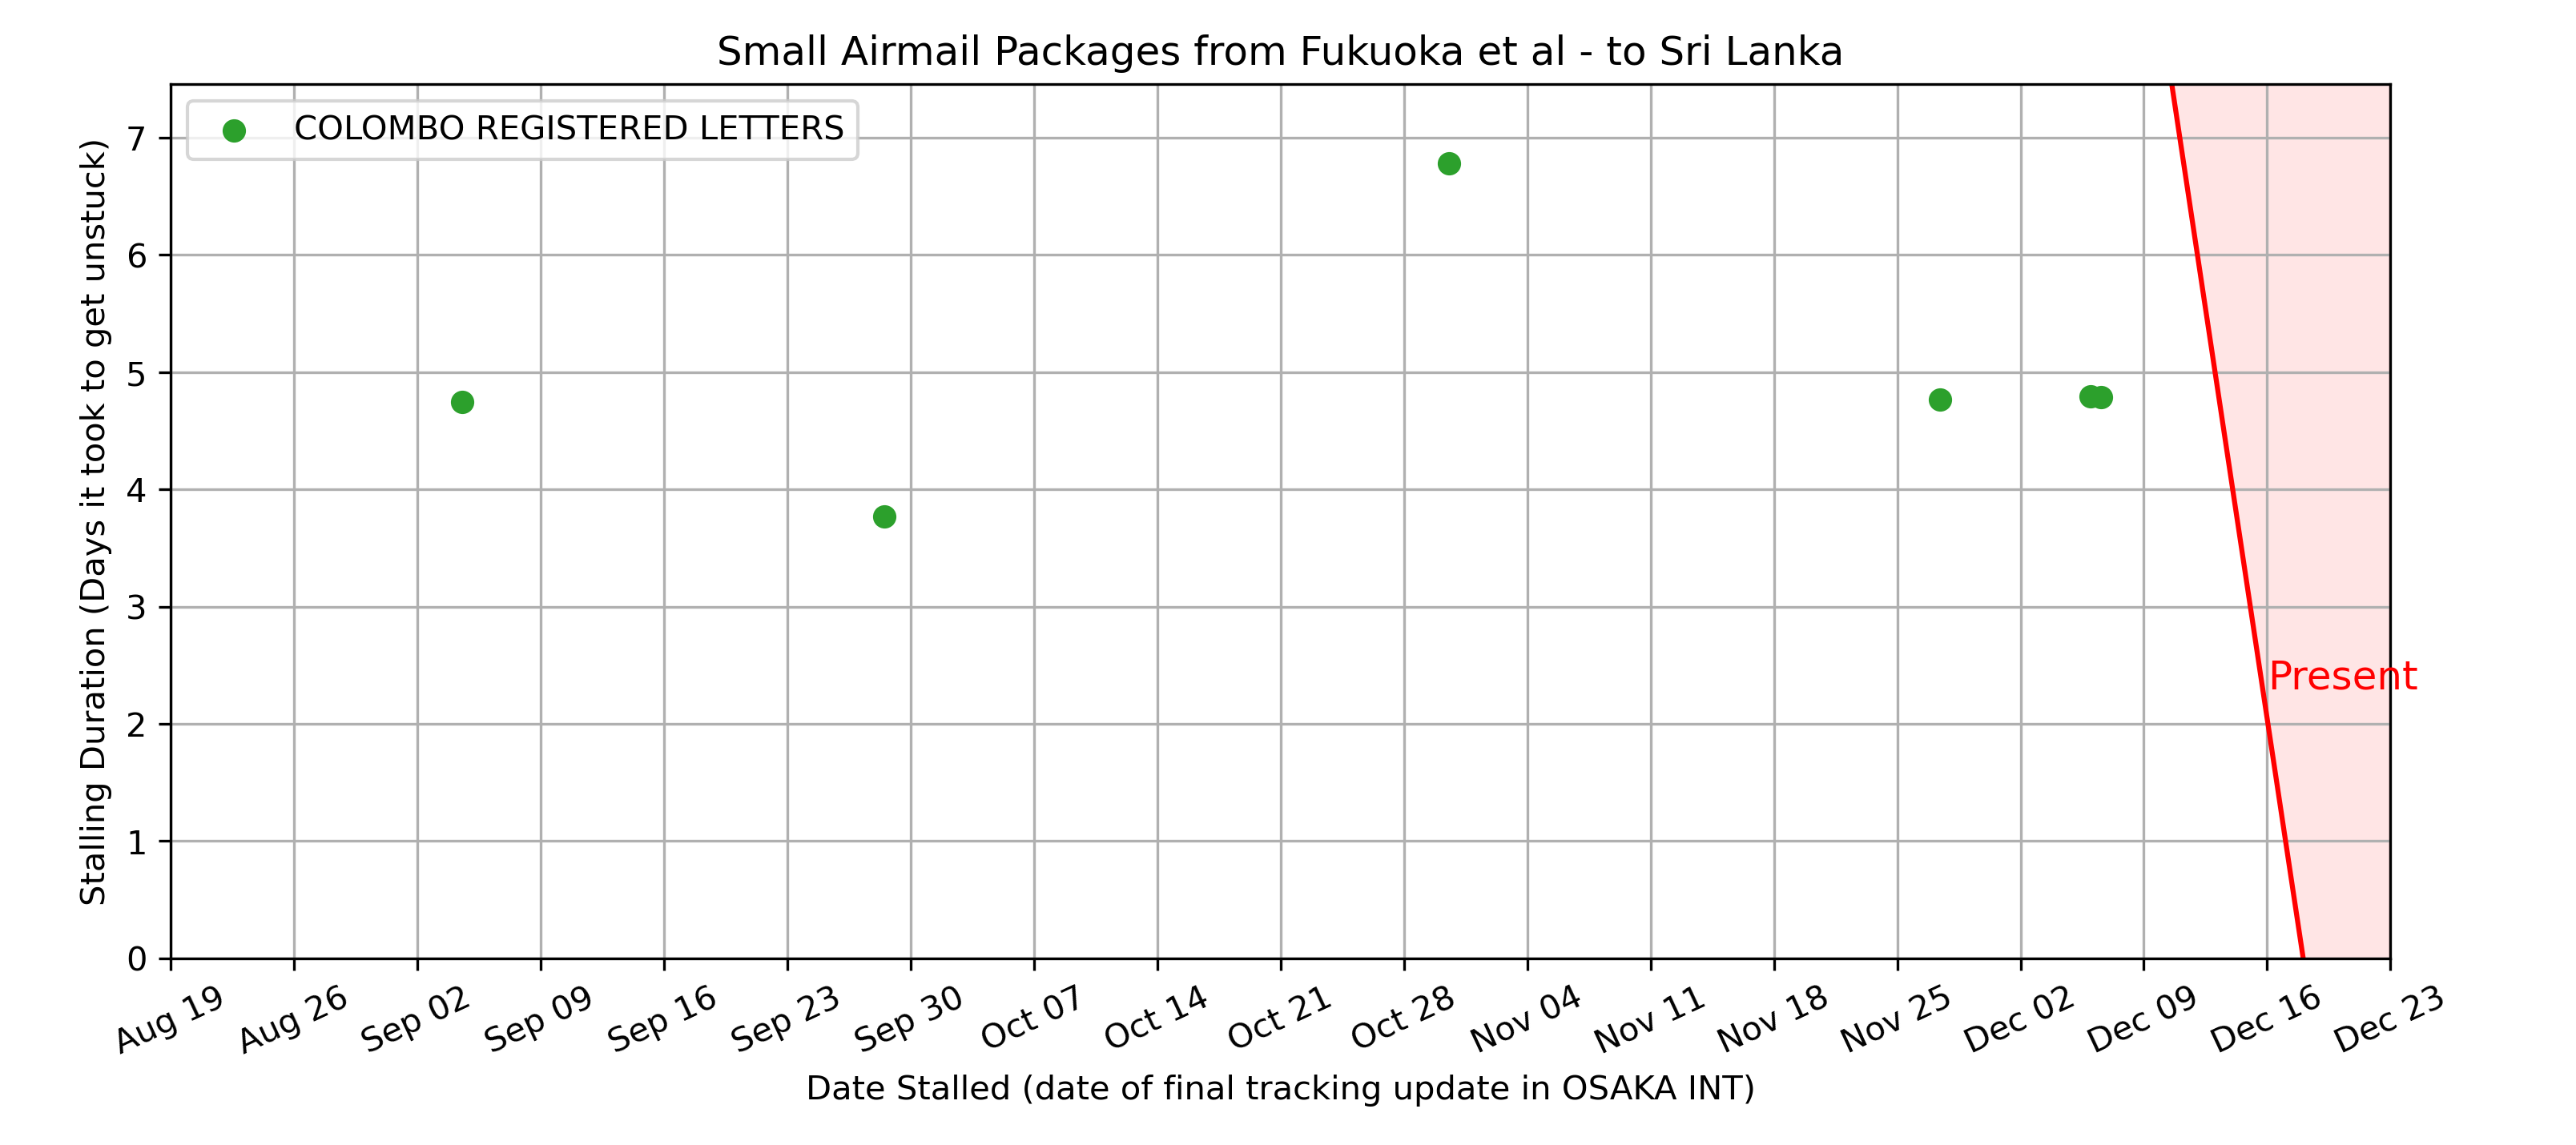 Small Airmail Packages from Fukuoka et al - to Sri Lanka
COLOMBO REGISTERED LETTERS
Stalling Duration (Days it took to get unstuck)
7
6
5
4
3
2
1
0
Present
Aug 19
Aug 26
Sep 02
Sep 09
Sep 16
Sep 23
Sep 30
Oct 07
Oct 14
Oct 21
Oct 28
Nov 04
Nov 11
Nov 18
Nov 25
Dec 02
Dec 09
Dec 16
Dec 23
Date Stalled (date of final tracking update in OSAKA INT)